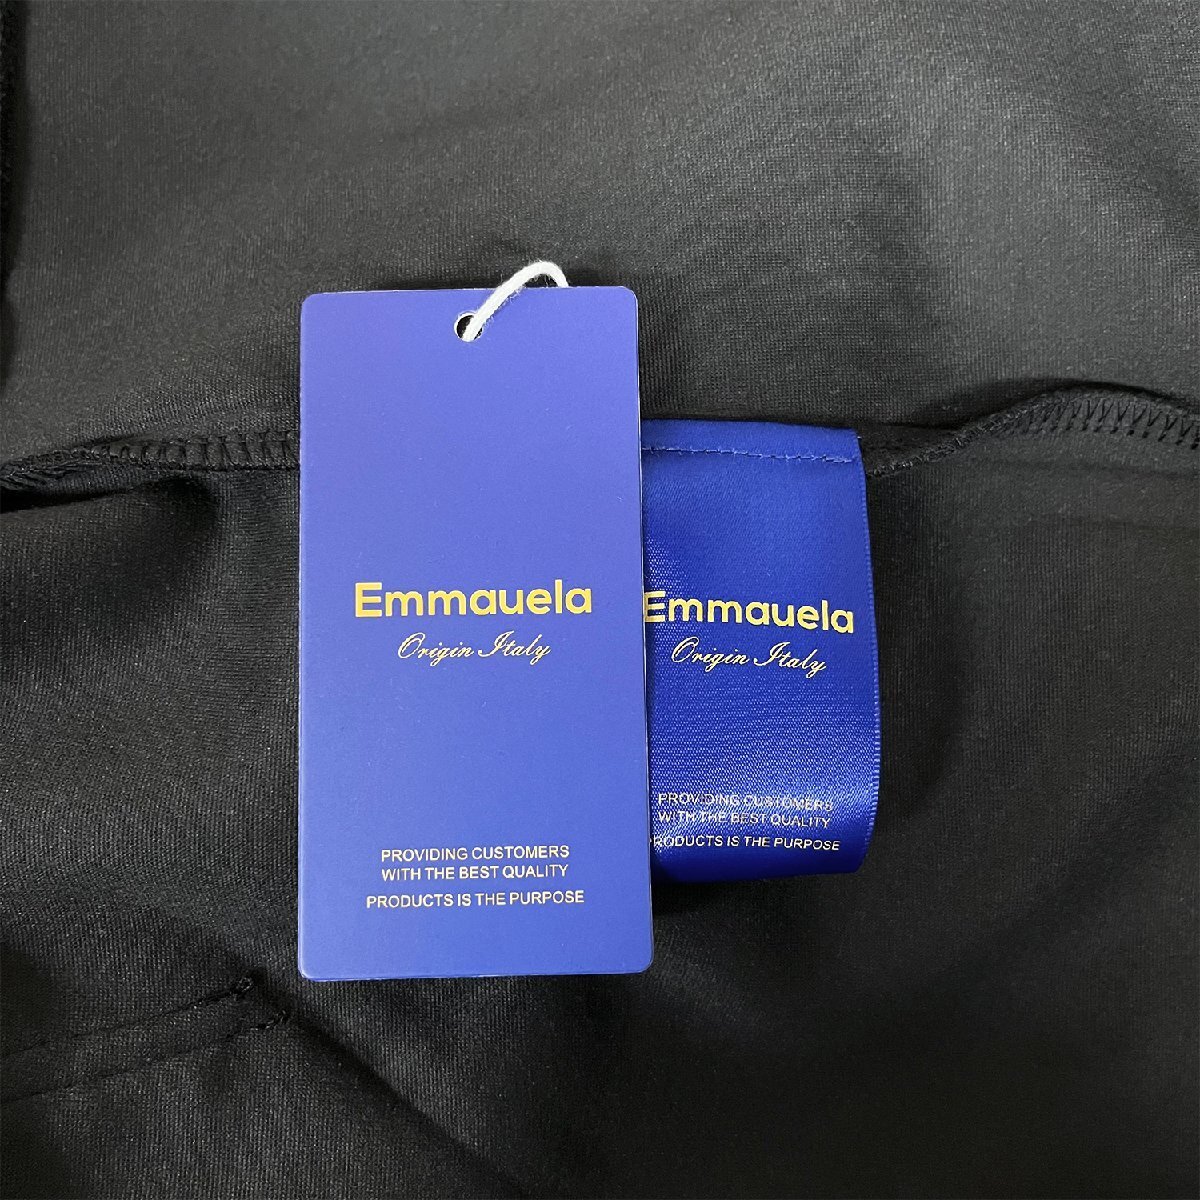 Emmauela
Origin Italy
PROVIDING CUSTOMERS
WITH THE BEST QUALITY
PRODUCTS IS THE PURPOSE
Emmauela
Origin Italy
PROVIDING CUSTOMERS
WITH THE BEST QUALITY
PRODUCTS IS THE PURPOSE